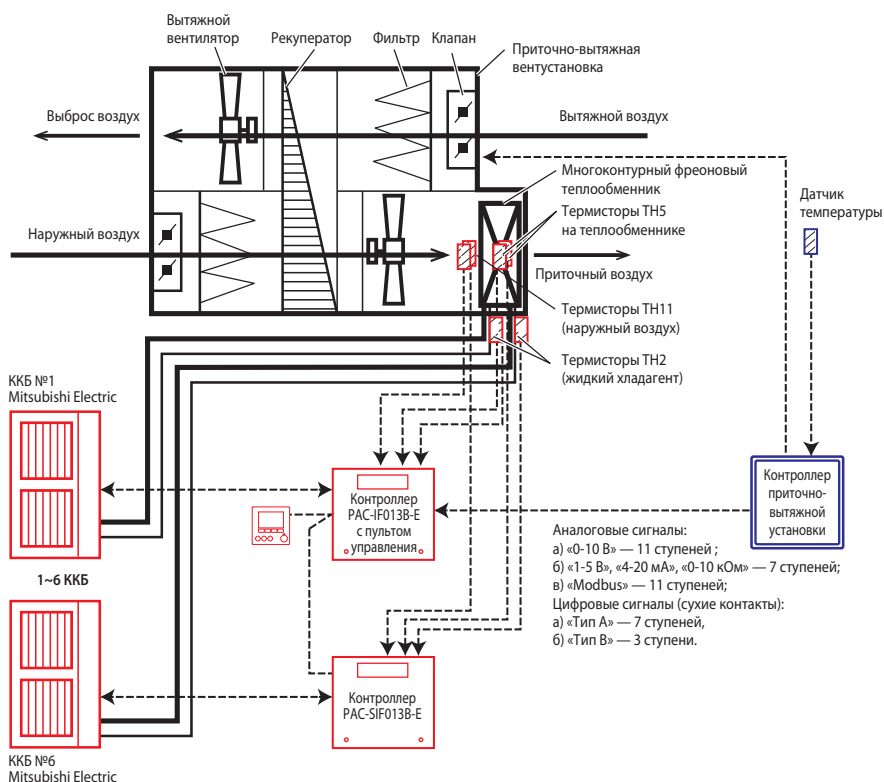 Вытяжной
вентилятор
Рекуператор
Фильтр
Клапан
Приточно-вытяжная
вентустановка
Выброс воздух
Вытяжной воздух
Многоконтурный фреоновый
теплообменник
Датчик
температуры
Термисторы TH5
на теплообменнике
Наружный воздух
Приточный воздух
Термисторы TH11
(наружный воздух)
Термисторы TH2
(жидкий хладагент)
ККБ №1
Mitsubishi Electric
Контроллер
PAC-IF013B-E
с пультом
управления
Контроллер
приточно-
вытяжной
установки
Аналоговые сигналы:
а) «0-10 В» — 11 ступеней ;
б) «1-5 В», «4-20 мА», «0-10 кОм» — 7 ступеней;
в) «Modbus» — 11 ступеней;
Цифровые сигналы (сухие контакты):
а) «Тип А» — 7 ступеней,
б) «Тип В» — 3 ступени.
1~6 ККБ
Контроллер
PAC-SIF013B-E
ККБ №6
Mitsubishi Electric